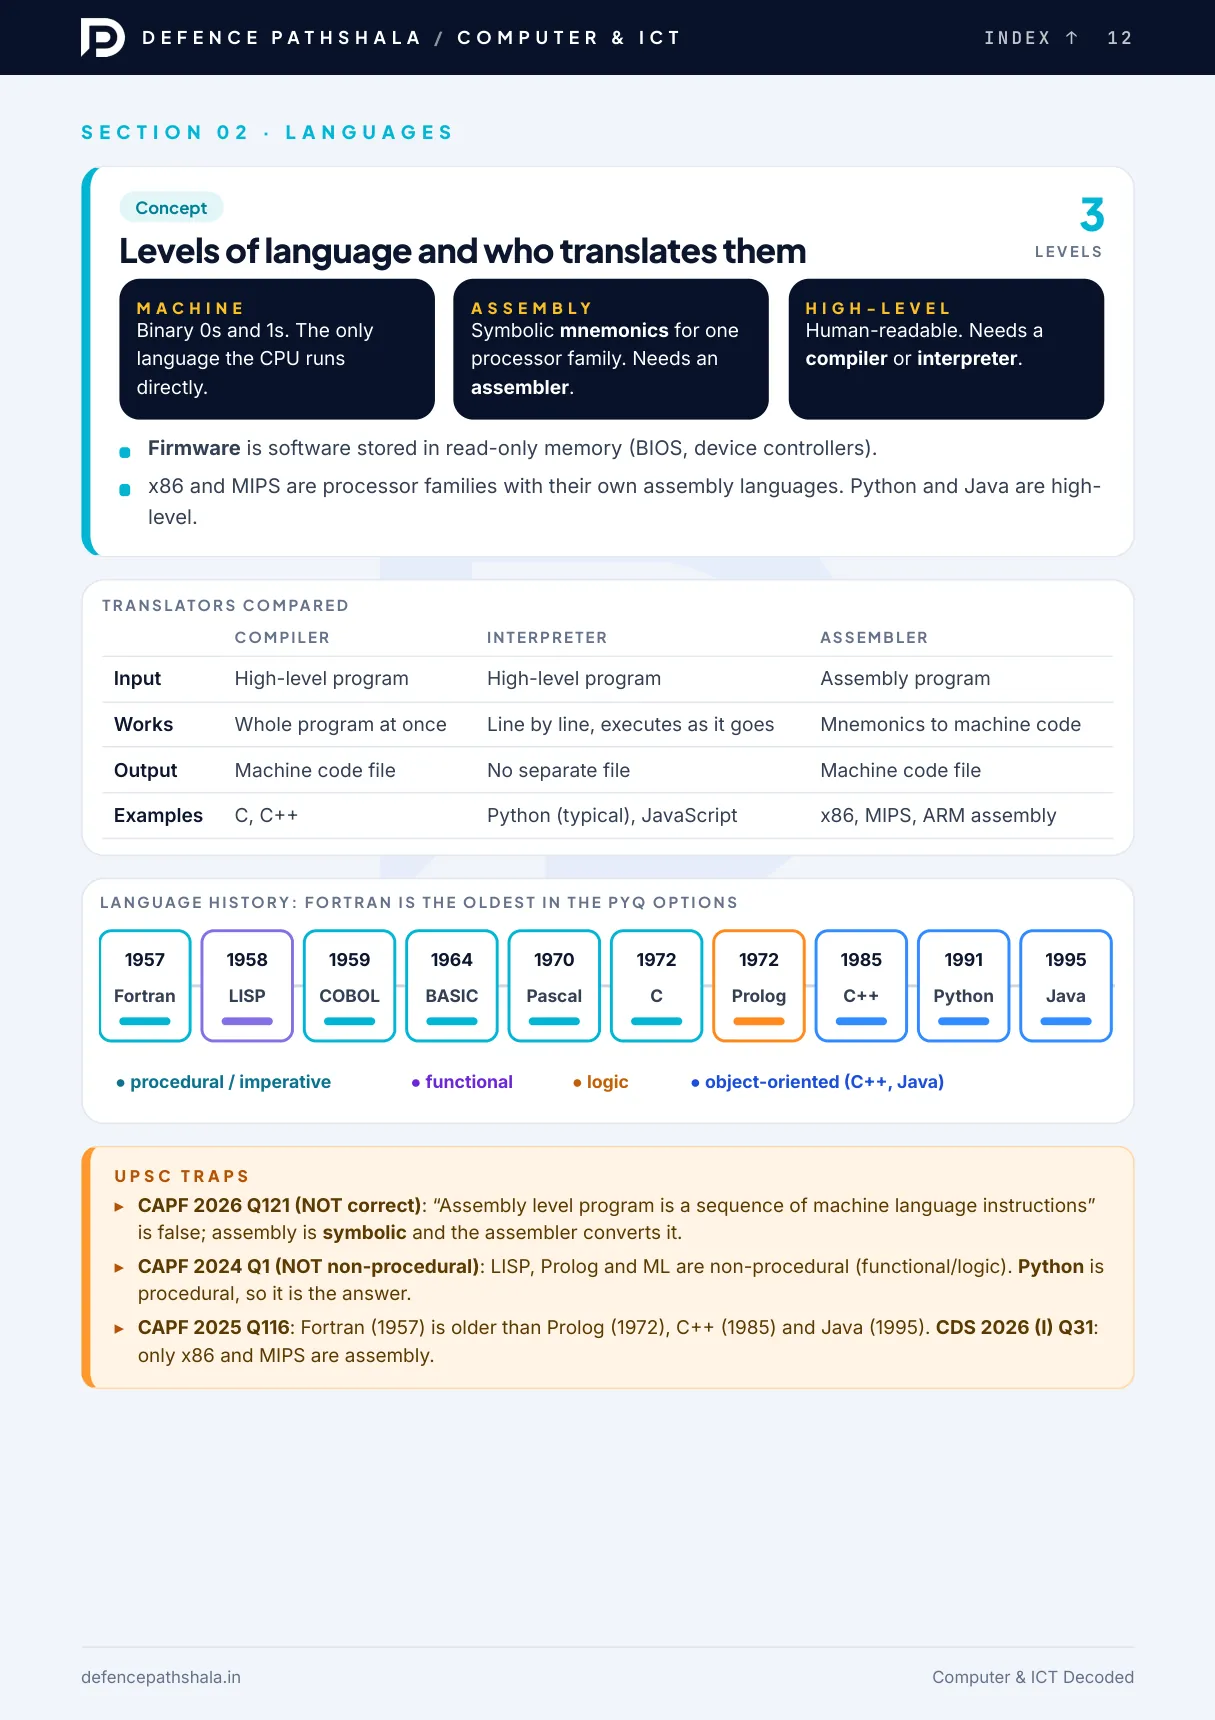 DEFENCE PATHSHALA / COMPUTER & ICT
INDEX ↑ 12
SECTION 02 · LANGUAGES
Concept
3
LEVELS
Levels of language and who translates them
MACHINE
Binary 0s and 1s. The only
language the CPU runs
directly.
ASSEMBLY
Symbolic mnemonics for one
processor family. Needs an
assembler.
HIGH-LEVEL
Human-readable. Needs a
compiler or interpreter.
Firmware is software stored in read-only memory (BIOS, device controllers).
x86 and MIPS are processor families with their own assembly languages. Python and Java are high-
level.
TRANSLATORS COMPARED
COMPILER INTERPRETER ASSEMBLER
Input High-level program High-level program Assembly program
Works Whole program at once Line by line, executes as it goes Mnemonics to machine code
Output Machine code file No separate file Machine code file
Examples C, C++ Python (typical), JavaScript x86, MIPS, ARM assembly
LANGUAGE HISTORY: FORTRAN IS THE OLDEST IN THE PYQ OPTIONS
1957 1958 1959 1964 1970 1972 1972 1985 1991 1995
Fortran LISP COBOL BASIC Pascal C Prolog C++ Python Java
● procedural / imperative ● functional ● logic ● object-oriented (C++, Java)
UPSC TRAPS
▸ CAPF 2026 Q121 (NOT correct): “Assembly level program is a sequence of machine language instructions”
is false; assembly is symbolic and the assembler converts it.
▸ CAPF 2024 Q1 (NOT non-procedural): LISP, Prolog and ML are non-procedural (functional/logic). Python is
procedural, so it is the answer.
▸ CAPF 2025 Q116: Fortran (1957) is older than Prolog (1972), C++ (1985) and Java (1995). CDS 2026 (I) Q31:
only x86 and MIPS are assembly.
defencepathshala.in
Computer & ICT Decoded